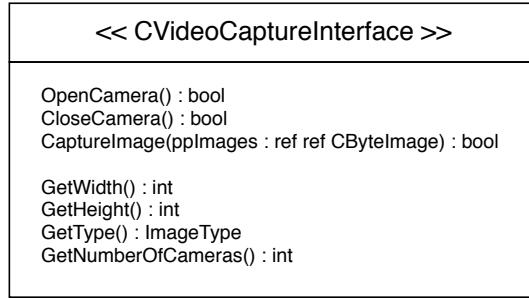 << CVideoCaptureInterface >>
OpenCamera() : bool
CloseCamera() : bool
CaptureImage(ppImages : ref ref CByteImage) : bool
GetWidth() : int
GetHeight() : int
GetType() : ImageType
GetNumberOfCameras() : int